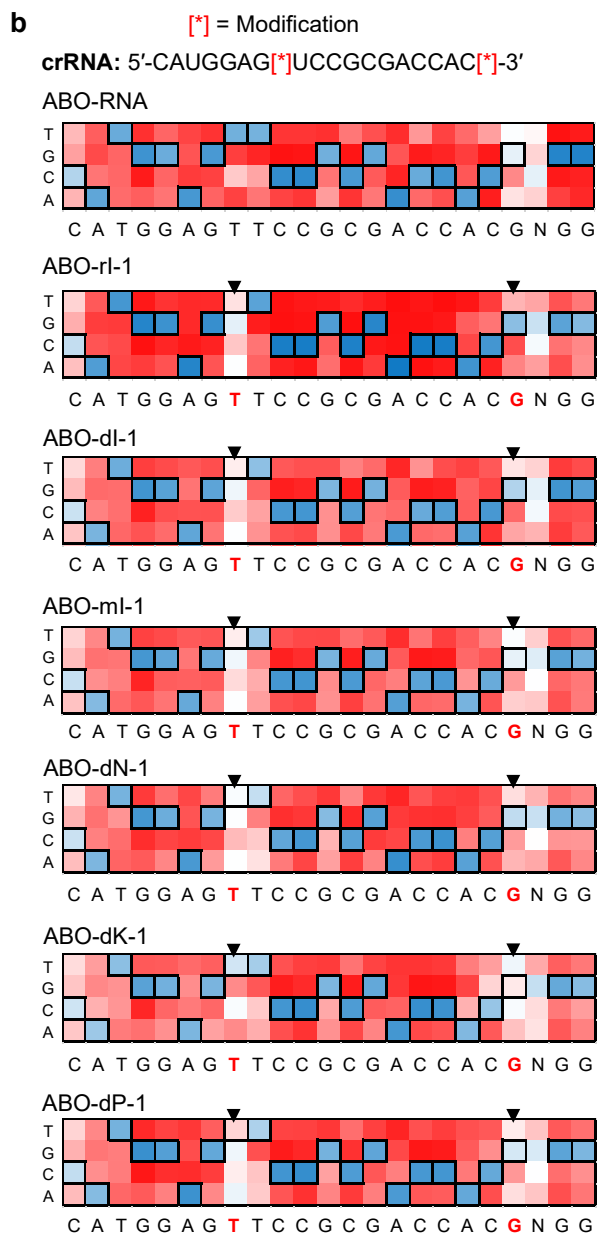 b
[*] = Modification
crRNA: 5′-CAUGGAG[*]UCCGCGACCAC[*]-3′
ABO-RNA
T
G
C
A
C A T G G A G T T C C G C G A C C A C G N G G
ABO-rI-1
T
G
C
A
C A T G G A G T T C C G C G A C C A C G N G G
ABO-dI-1
T
G
C
A
C A T G G A G T T C C G C G A C C A C G N G G
ABO-mI-1
T
G
C
A
C A T G G A G T T C C G C G A C C A C G N G G
ABO-dN-1
T
G
C
A
C A T G G A G T T C C G C G A C C A C G N G G
ABO-dK-1
T
G
C
A
C A T G G A G T T C C G C G A C C A C G N G G
ABO-dP-1
T
G
C
A
C A T G G A G T T C C G C G A C C A C G N G G